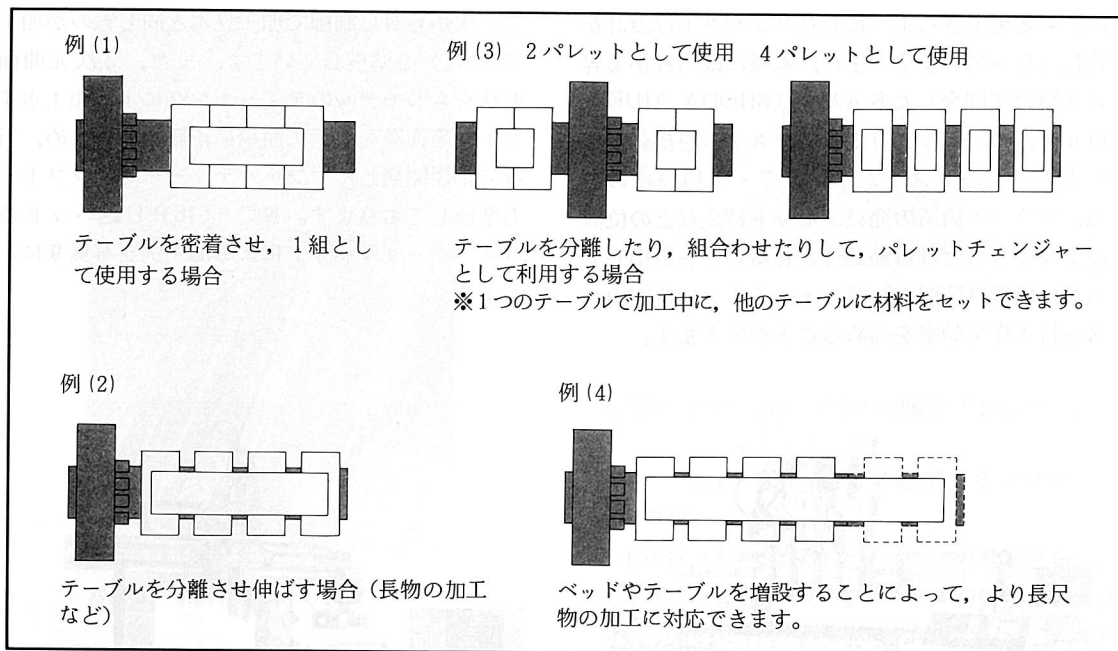 例(1)
テーブルを密着させ，1組とし
て使用する場合
例(3) 2パレットとして使用 4パレットとして使用
テーブルを分離したり，組合わせたりして，パレットチェンジャー
として利用する場合
※1つのテーブルで加工中に，他のテーブルに材料をセットできます。
例(2)
テーブルを分離させ伸ばす場合（長物の加工
など）
例(4)
ベッドやテーブルを増設することによって，より長尺
物の加工に対応できます。